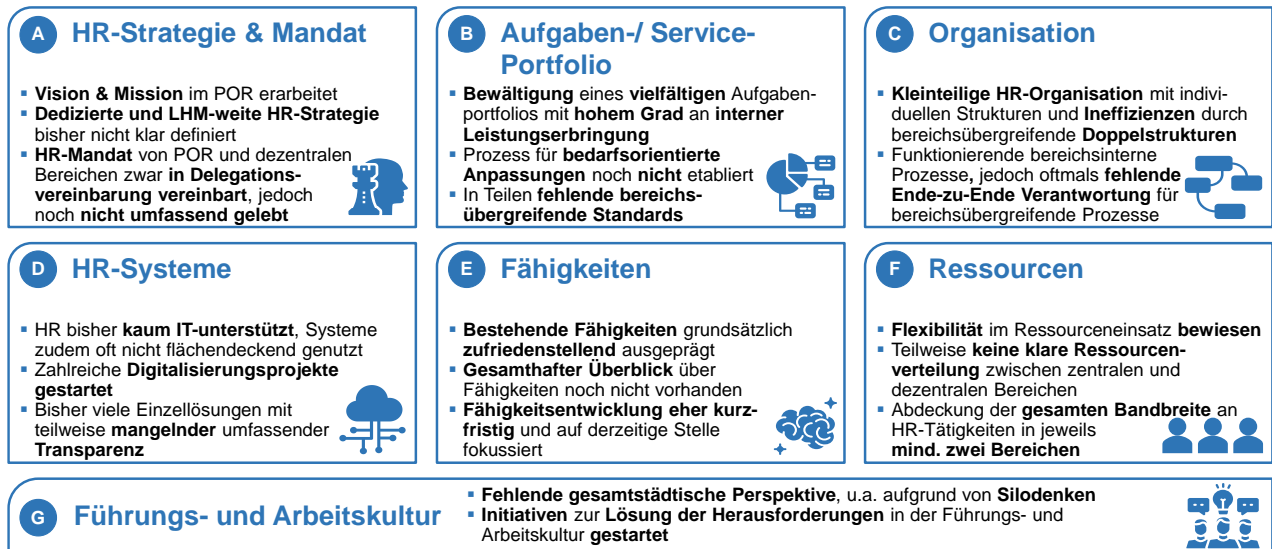 A HR-Strategie & Mandat
▪ Vision & Mission im POR erarbeitet
▪ Dedizierte und LHM-weite HR-Strategie
bisher nicht klar definiert
▪ HR-Mandat von POR und dezentralen
Bereichen zwar in Delegations-
vereinbarung vereinbart, jedoch
noch nicht umfassend gelebt
B Aufgaben-/ Service-
Portfolio
▪ Bewältigung eines vielfältigen Aufgaben-
portfolios mit hohem Grad an interner
Leistungserbringung
▪ Prozess für bedarfsorientierte
Anpassungen noch nicht etabliert
▪ In Teilen fehlende bereichs-
übergreifende Standards
C Organisation
▪ Kleinteilige HR-Organisation mit indivi-
duellen Strukturen und Ineffizienzen durch
bereichsübergreifende Doppelstrukturen
▪ Funktionierende bereichsinterne
Prozesse, jedoch oftmals fehlende
Ende-zu-Ende Verantwortung für
bereichsübergreifende Prozesse
D HR-Systeme
▪ HR bisher kaum IT-unterstützt, Systeme
zudem oft nicht flächendeckend genutzt
▪ Zahlreiche Digitalisierungsprojekte
gestartet
▪ Bisher viele Einzellösungen mit
teilweise mangelnder umfassender
Transparenz
E Fähigkeiten
▪ Bestehende Fähigkeiten grundsätzlich
zufriedenstellend ausgeprägt
▪ Gesamthafter Überblick über
Fähigkeiten noch nicht vorhanden
▪ Fähigkeitsentwicklung eher kurz-
fristig und auf derzeitige Stelle
fokussiert
F Ressourcen
▪ Flexibilität im Ressourceneinsatz bewiesen
▪ Teilweise keine klare Ressourcen-
verteilung zwischen zentralen und
dezentralen Bereichen
▪ Abdeckung der gesamten Bandbreite an
HR-Tätigkeiten in jeweils
mind. zwei Bereichen
G Führungs- und Arbeitskultur
▪ Fehlende gesamtstädtische Perspektive, u.a. aufgrund von Silodenken
▪ Initiativen zur Lösung der Herausforderungen in der Führungs- und
Arbeitskultur gestartet